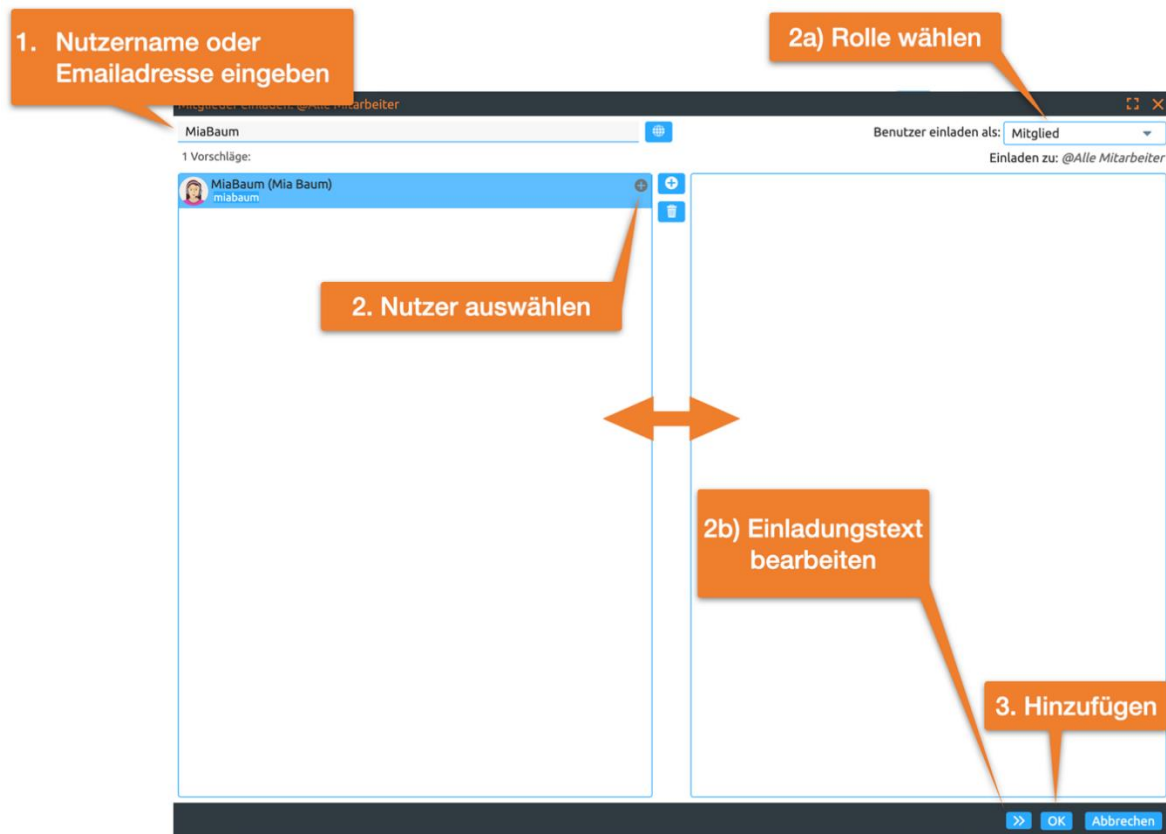 1. Nutzername oder
Emailadresse eingeben
2a) Rolle wählen
Mitglieder einladen: @Alle Mitarbeiter
MiaBaum
Benutzer einladen als: Mitglied
1 Vorschläge:
Einladen zu: @Alle Mitarbeiter
MiaBaum (Mia Baum)
miabaum
2. Nutzer auswählen
2b) Einladungstext
bearbeiten
3. Hinzufügen
OK
Abbrechen